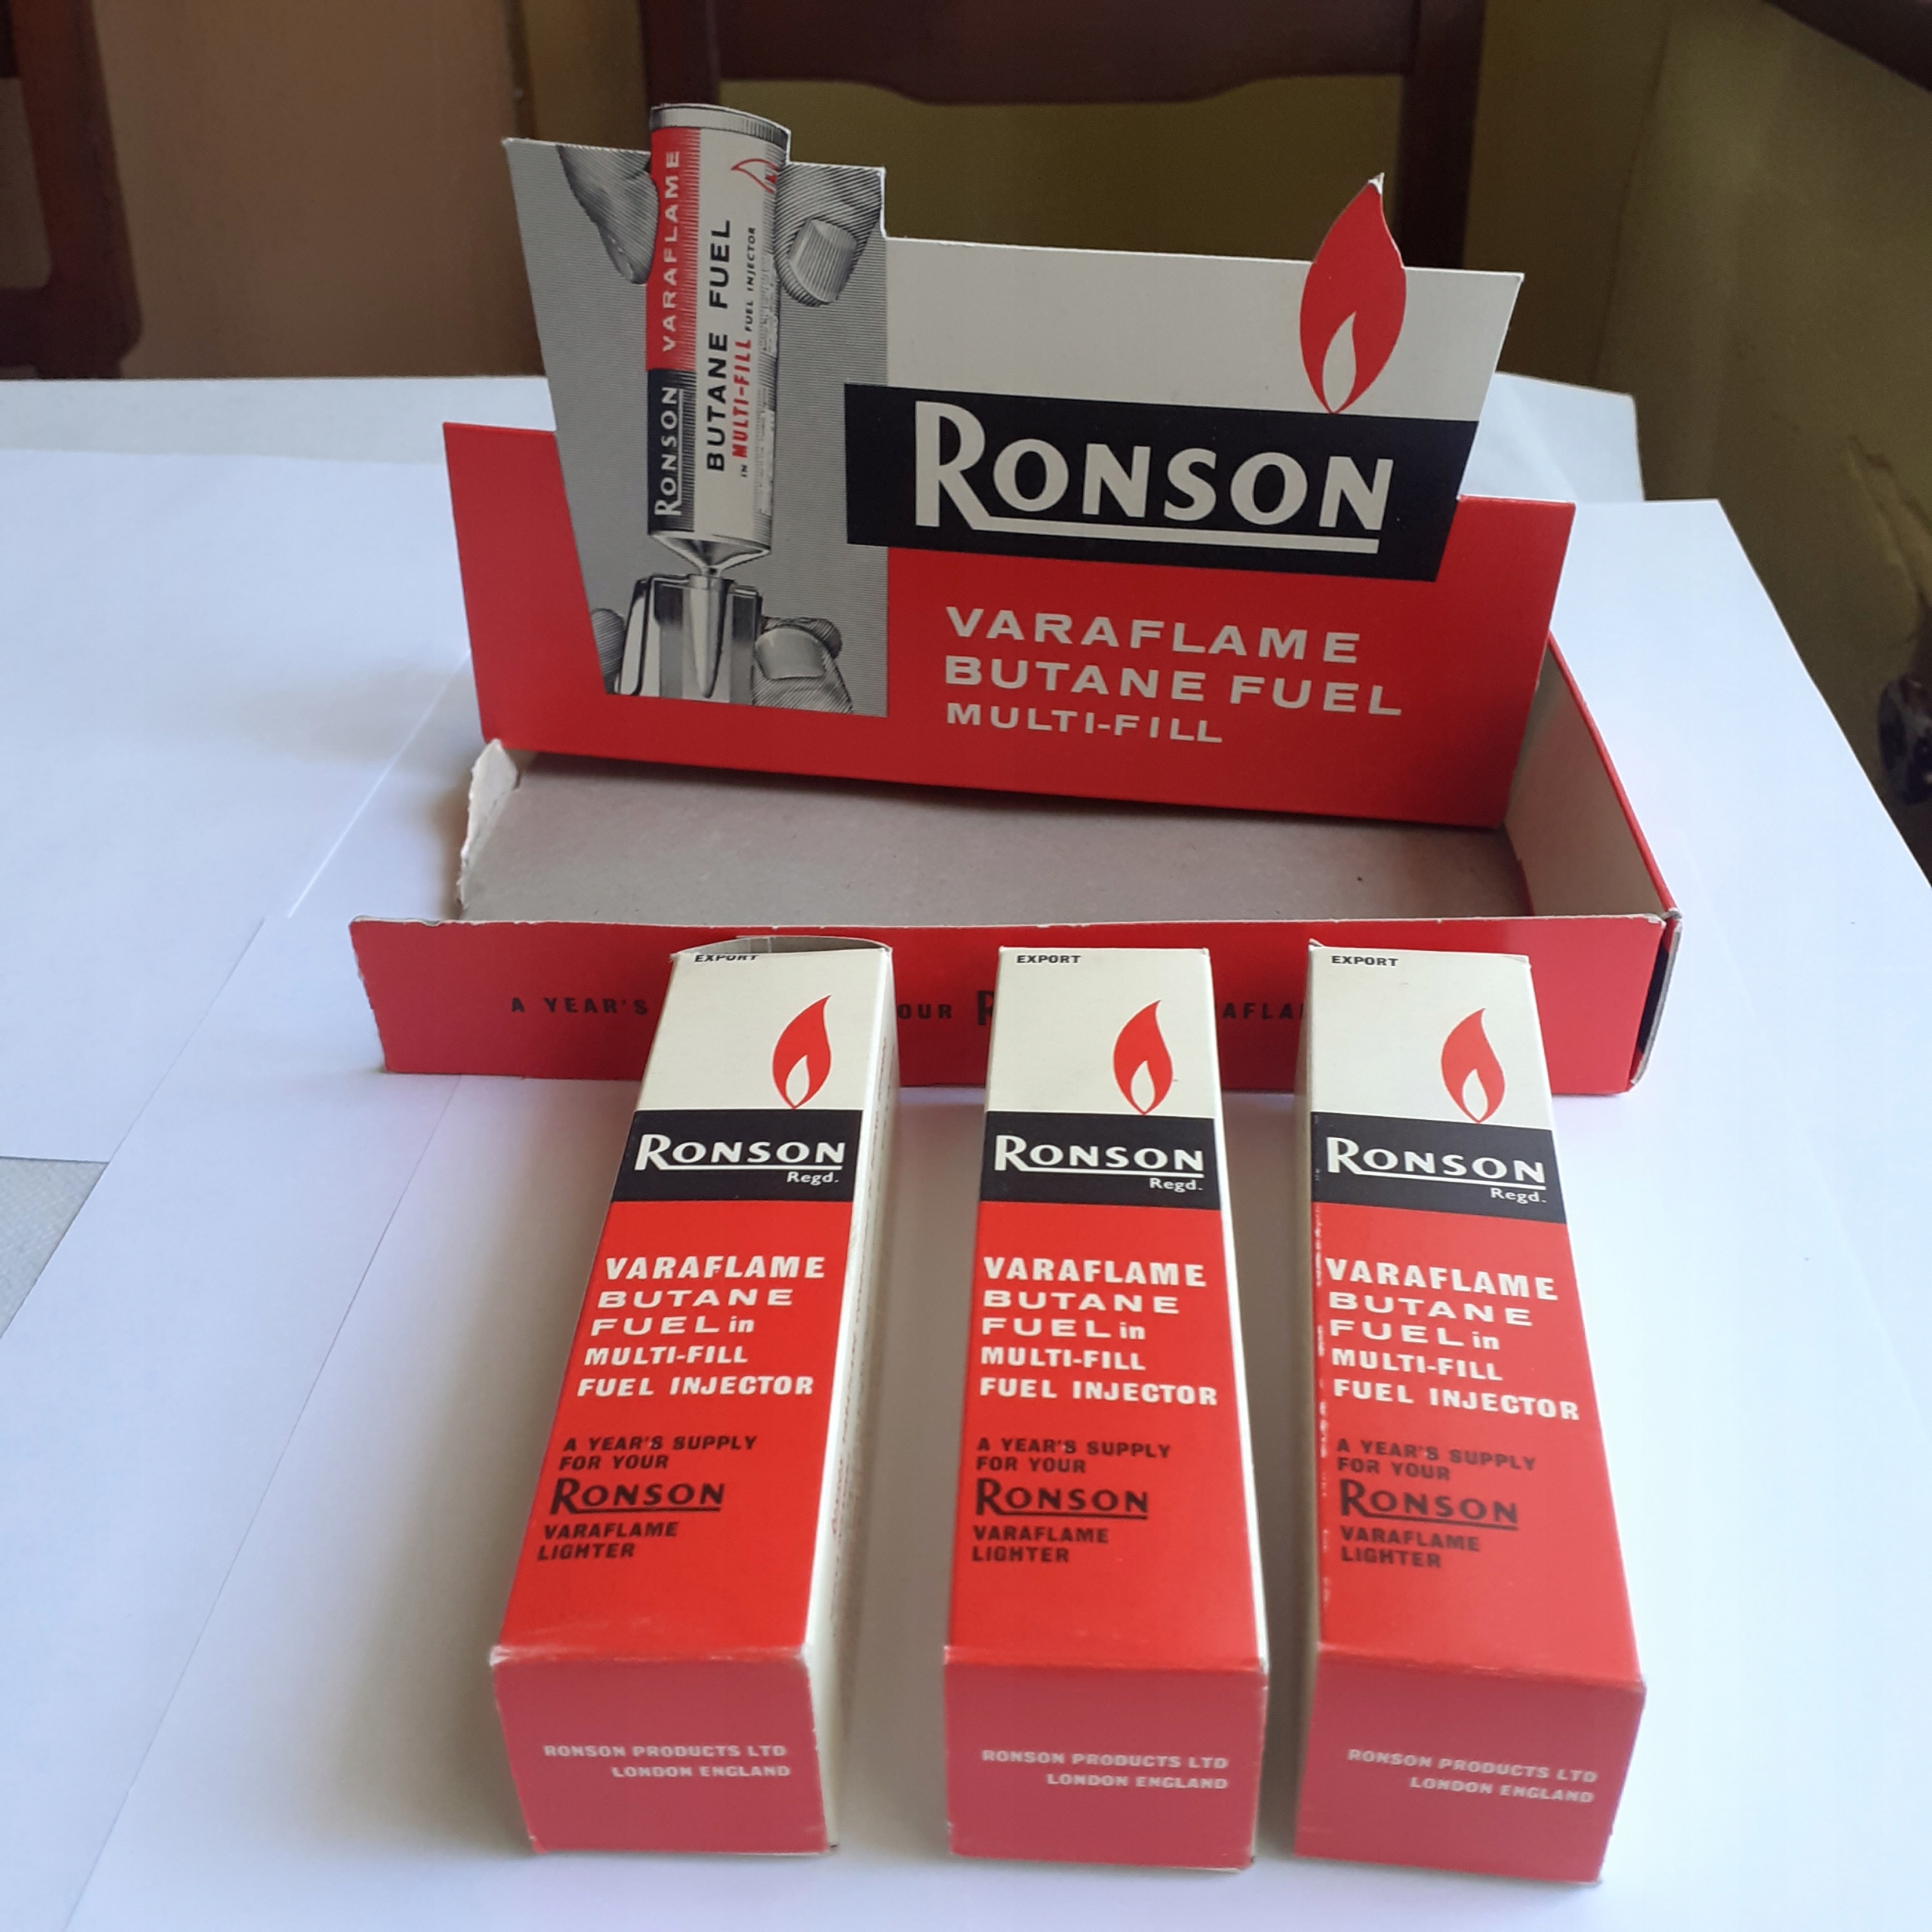 RONSON VARAFLAME
BUTANE FUEL
IN MULTI-FILL FUEL INJECTOR
RONSON
VARAFLAME
BUTANE FUEL
MULTI-FILL
A YEAR'S
OUR
EXPORT
RONSON
Regd.
VARAFLAME
BUTANE
FUEL in
MULTI-FILL
FUEL INJECTOR
A YEAR'S SUPPLY
FOR YOUR
RONSON
VARAFLAME
LIGHTER
RONSON PRODUCTS LTD
LONDON ENGLAND
EXPORT
RONSON
Regd.
VARAFLAME
BUTANE
FUEL in
MULTI-FILL
FUEL INJECTOR
A YEAR'S SUPPLY
FOR YOUR
RONSON
VARAFLAME
LIGHTER
RONSON PRODUCTS LTD
LONDON ENGLAND
EXPORT
RONSON
Regd.
VARAFLAME
BUTANE
FUEL in
MULTI-FILL
FUEL INJECTOR
A YEAR'S SUPPLY
FOR YOUR
RONSON
VARAFLAME
LIGHTER
RONSON PRODUCTS LTD
LONDON ENGLAND